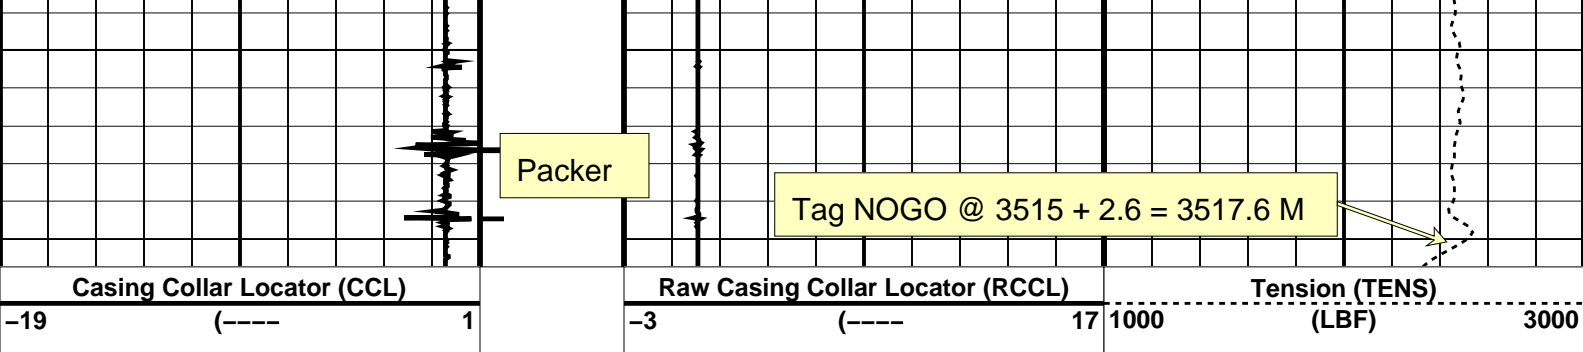 Packer
Tag NOGO @ 3515 + 2.6 = 3517.6 M
Casing Collar Locator (CCL)
–19 (–––– 1
Raw Casing Collar Locator (RCCL)
–3 (–––– 17
Tension (TENS)
1000 (LBF) 3000